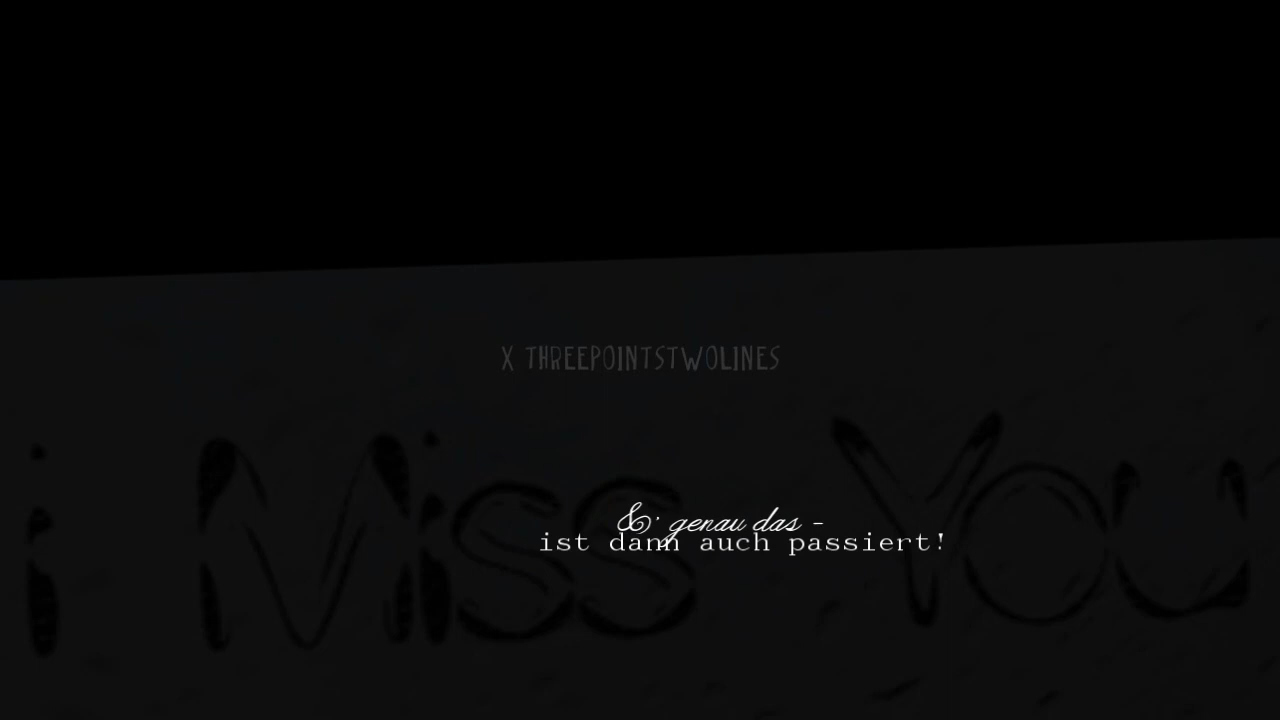 X THREEPOINTSTWOLINES
i Miss You
&' genau das -
ist dann auch passiert!